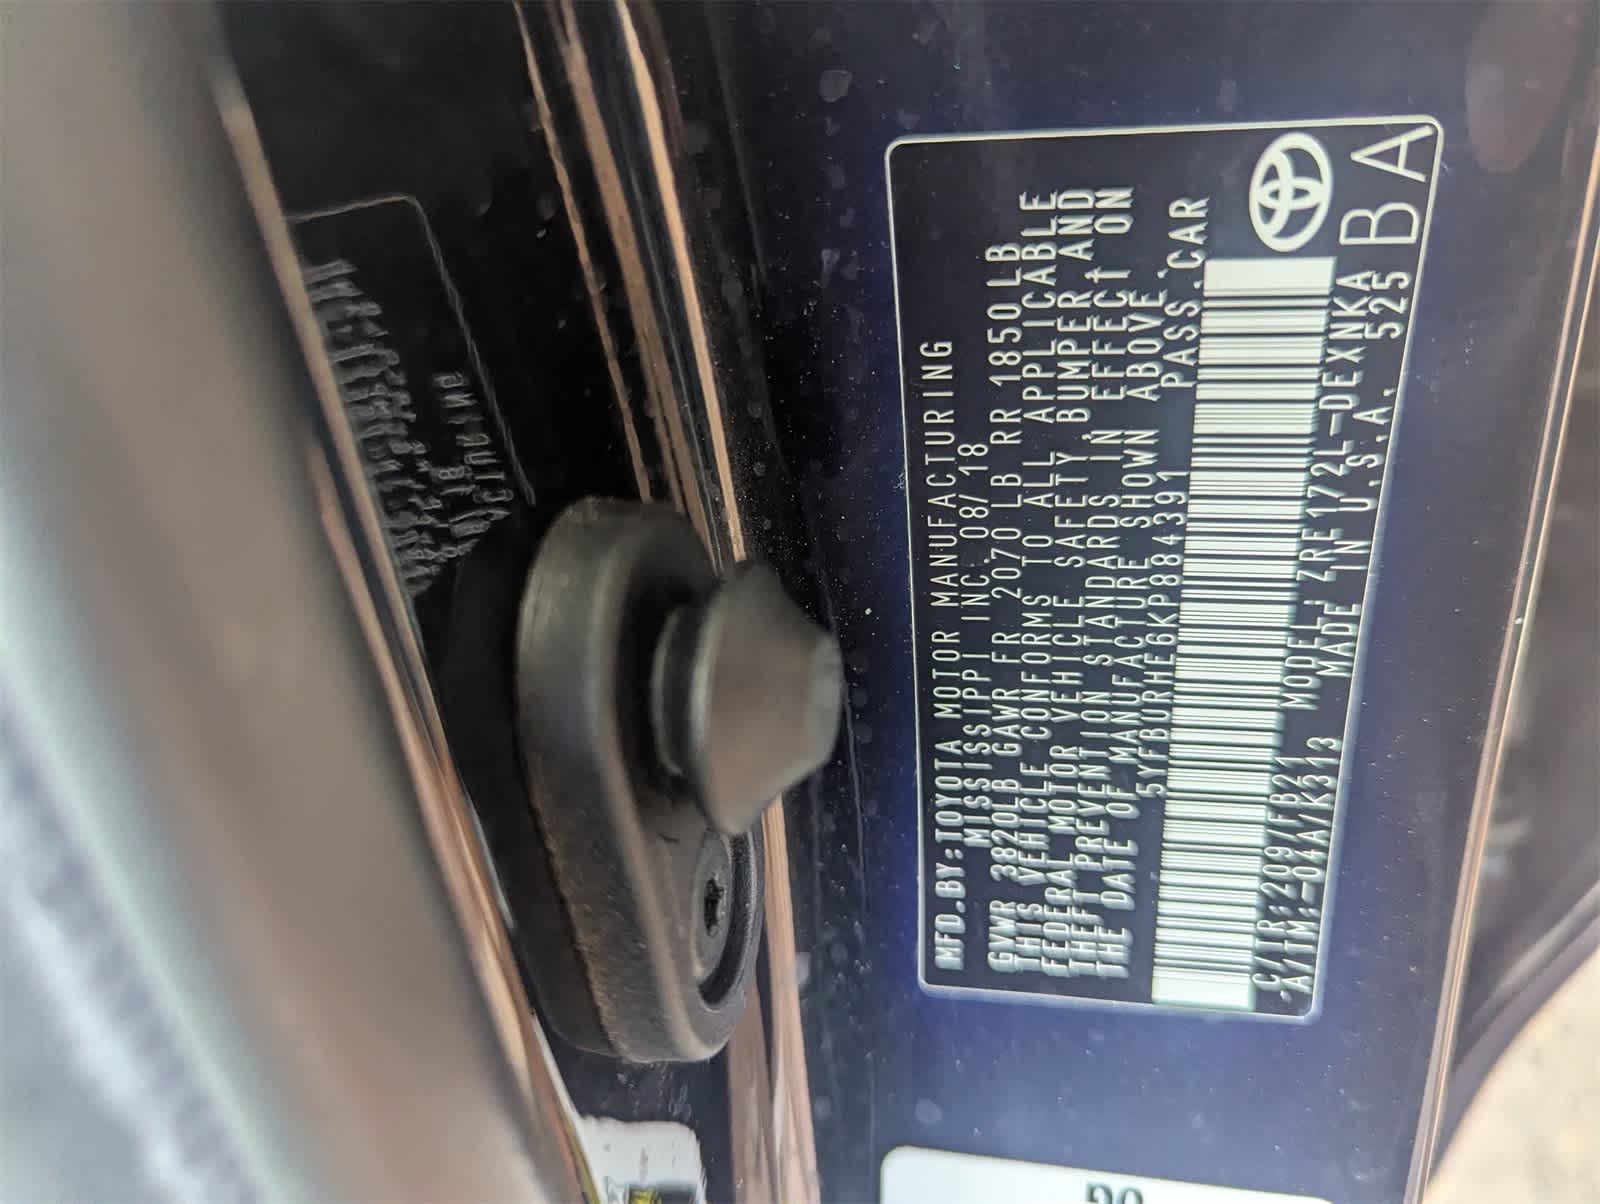 MFD.BY:TOYOTA MOTOR MANUFACTURING
MISSISSIPPI INC. 08/18
GVWR 3820LB GAWR FR 2070LB RR 1850LB
THIS VEHICLE CONFORMS TO ALL APPLICABLE
FEDERAL MOTOR VEHICLE SAFETY,BUMPER AND
THEFT PREVENTION STANDARDS IN EFFECT ON
THE DATE OF MANUFACTURE SHOWN ABOVE.
5YFBURHE6KP884391 PASS.CAR
C/TR:209/FB21 MODEL: ZRE172L-DEXNKA
A/TM:-04A/K313 MADE IN U.S.A. 525
BA